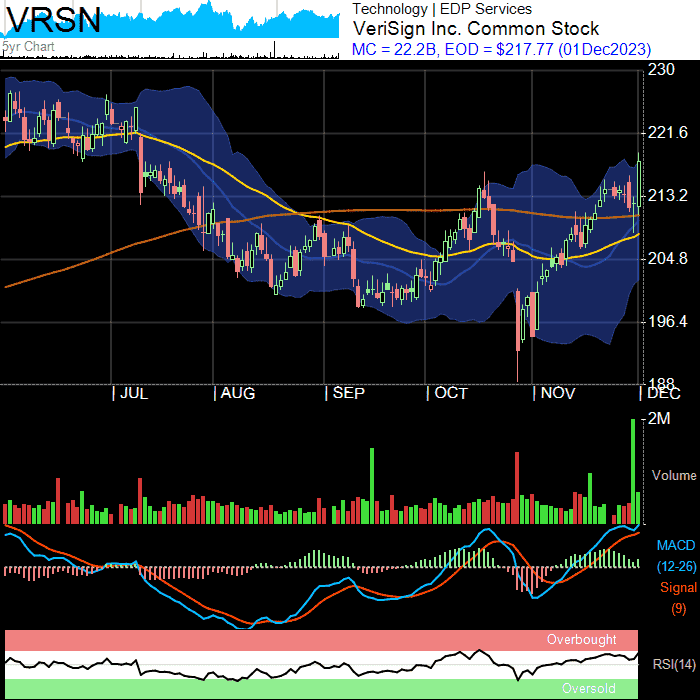 VRSN
5yr Chart
Technology | EDP Services
VeriSign Inc. Common Stock
MC = 22.2B, EOD = $217.77 (01Dec2023)
230
221.6
213.2
204.8
196.4
188
JUL
AUG
SEP
OCT
NOV
DEC
2M
Volume
MACD
(12-26)
Signal
(9)
Overbought
RSI(14)
Oversold